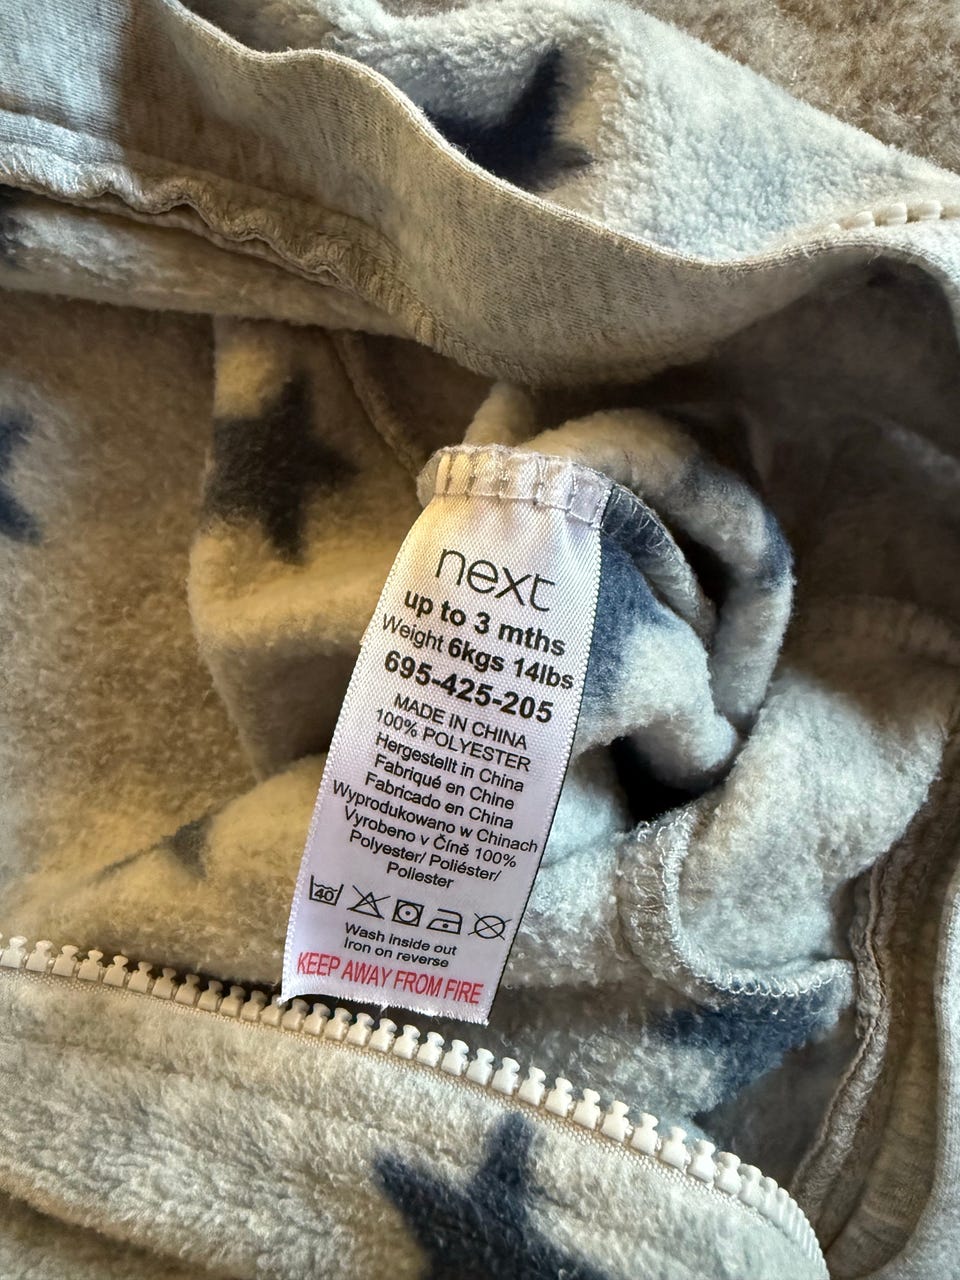 next
up to 3 mths
Weight 6kgs 14lbs
695-425-205
MADE IN CHINA
100% POLYESTER
Hergestellt in China
Fabriqué en Chine
Fabricado en China
Wyprodukowano w Chinach
Vyrobeno v Číně 100%
Polyester/ Poliéster/
Poliester
40
Wash inside out
Iron on reverse
KEEP AWAY FROM FIRE